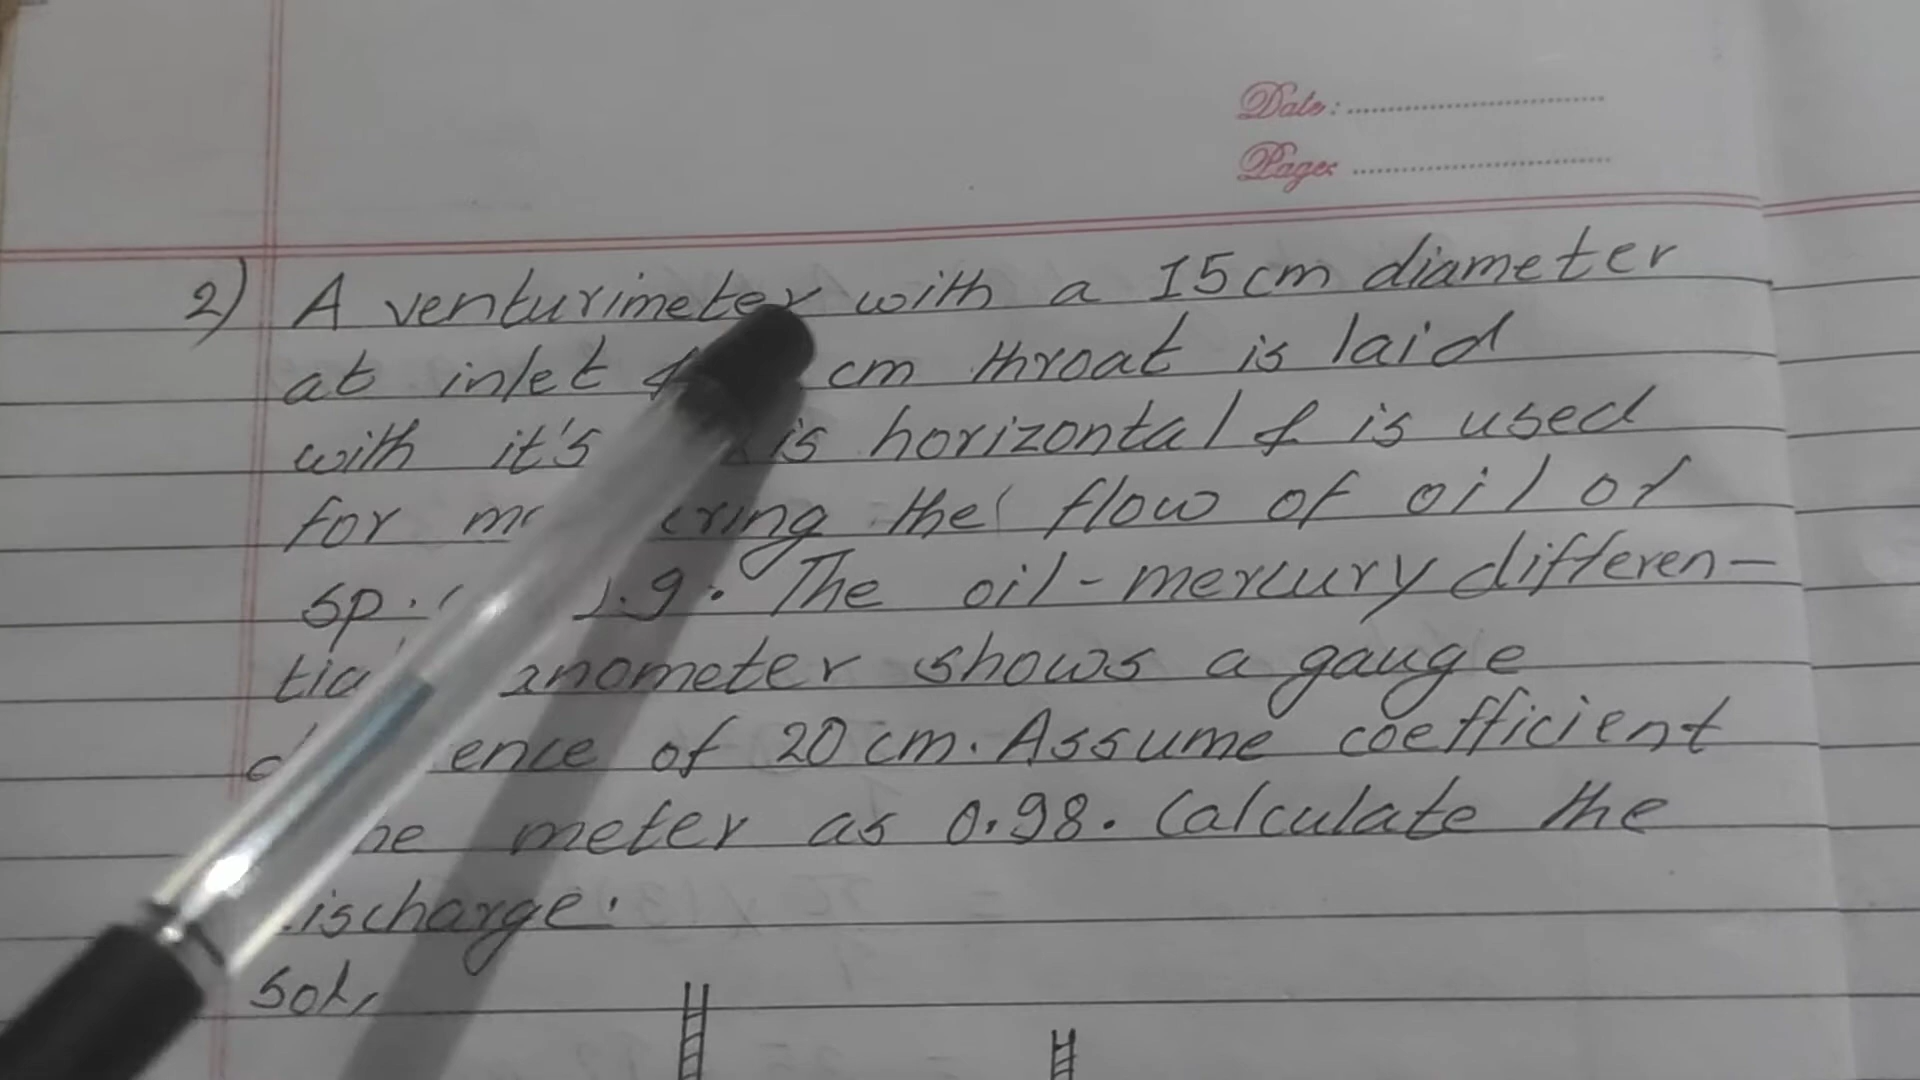 Date:
Page:
2) A venturimeter with a 15 cm diameter
at inlet & cm throat is laid
with it's is horizontal & is used
for the flow of oil of
sp. .9. The oil-mercury differen-
shows a gauge
of 20 cm. Assume coefficient
meter as 0.98. Calculate the
ischarge.
Sol,